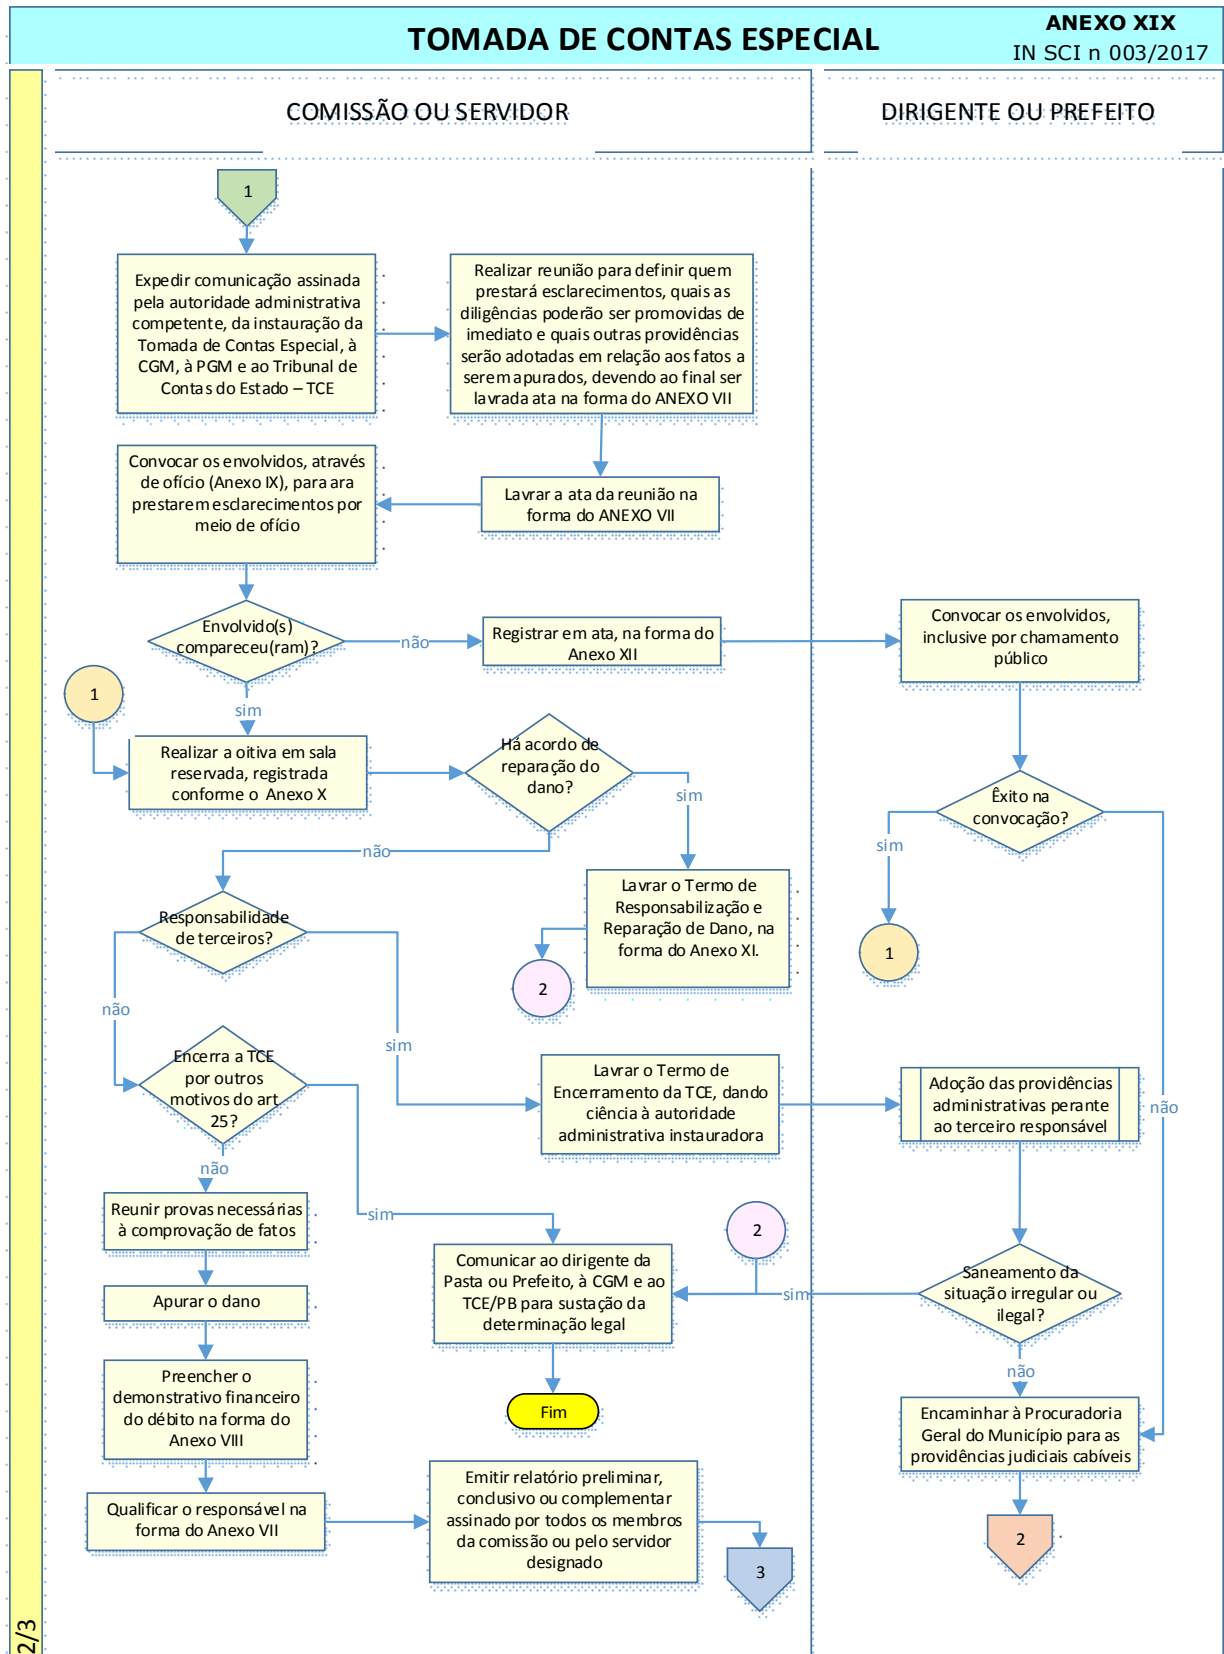 TOMADA DE CONTAS ESPECIAL
ANEXO XIX
IN SCI n 003/2017
COMISSÃO OU SERVIDOR
DIRIGENTE OU PREFEITO
1
Expedir comunicação assinada
pela autoridade administrativa
competente, da instauração da
Tomada de Contas Especial, à
CGM, à PGM e ao Tribunal de
Contas do Estado – TCE
Realizar reunião para definir quem
prestará esclarecimentos, quais as
diligências poderão ser promovidas de
imediato e quais outras providências
serão adotadas em relação aos fatos a
serem apurados, devendo ao final ser
lavrada ata na forma do ANEXO VII
Convocar os envolvidos, através
de ofício (Anexo IX), para ara
prestarem esclarecimentos por
meio de ofício
Lavrar a ata da reunião na
forma do ANEXO VII
Envolvido(s)
compareceu(ram)?
não
Registrar em ata, na forma do
Anexo XII
Convocar os envolvidos,
inclusive por chamamento
público
1
sim
Realizar a oitiva em sala
reservada, registrada
conforme o Anexo X
Há acordo de
reparação do
dano?
sim
Êxito na
convocação?
sim
não
Lavrar o Termo de
Responsabilização e
Reparação de Dano, na
forma do Anexo XI.
Responsabilidade
de terceiros?
2
1
não
sim
Encerra a TCE
por outros
motivos do art
25?
Lavrar o Termo de
Encerramento da TCE, dando
ciência à autoridade
administrativa instauradora
Adoção das providências
administrativas perante
ao terceiro responsável
não
não
Reunir provas necessárias
à comprovação de fatos
sim
2
Comunicar ao dirigente da
Pasta ou Prefeito, à CGM e ao
TCE/PB para sustação da
determinação legal
sim
Saneamento da
situação irregular ou
ilegal?
Apurar o dano
não
Preencher o
demonstrativo financeiro
do débito na forma do
Anexo VIII
Fim
Encaminhar à Procuradoria
Geral do Município para as
providências judiciais cabíveis
Qualificar o responsável na
forma do Anexo VII
Emitir relatório preliminar,
conclusivo ou complementar
assinado por todos os membros
da comissão ou pelo servidor
designado
3
2
2/3